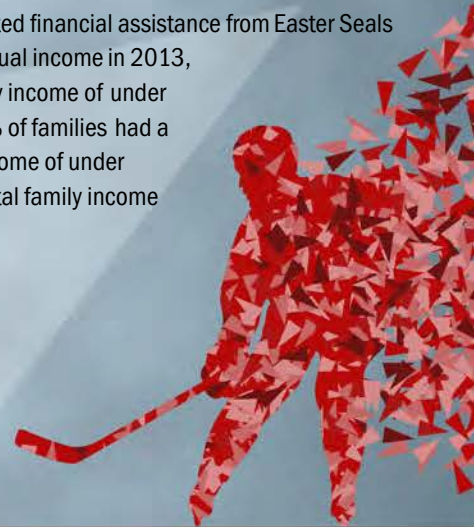 financial assistance from Easter Seals
ual income in 2013,
income of under
of families had a
ome of under
tal family income